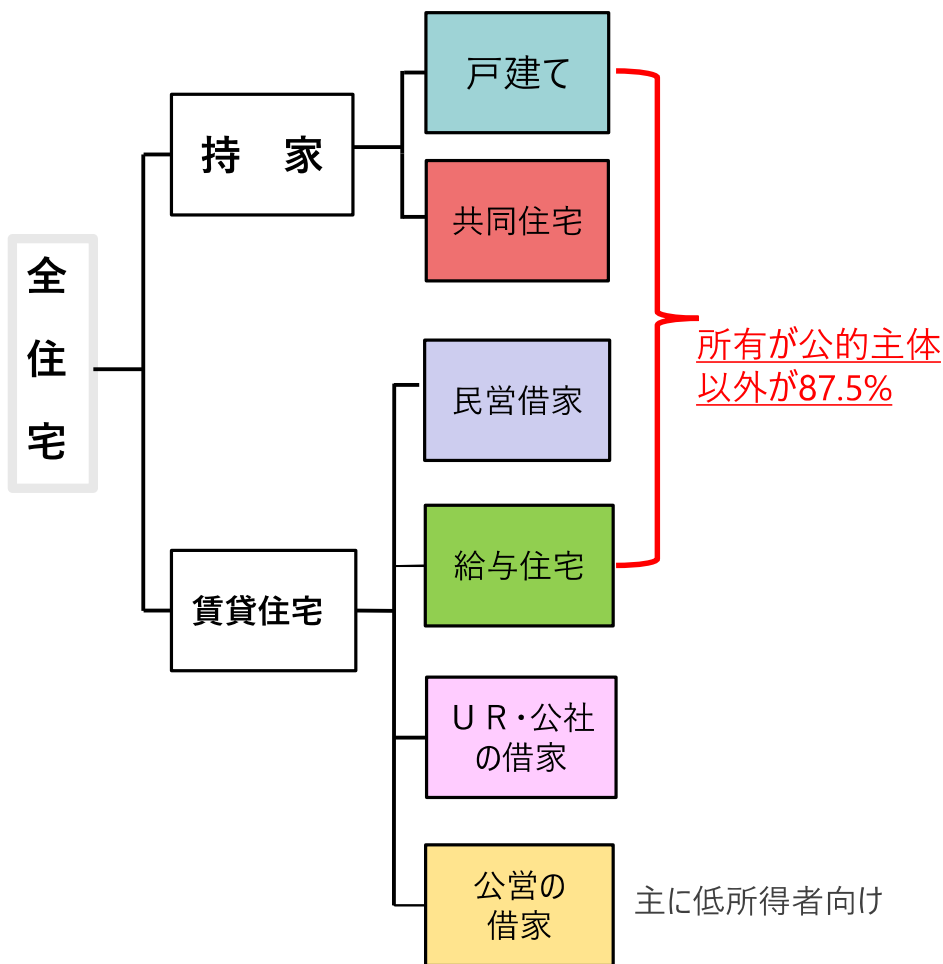 全住宅
持　家
戸建て
共同住宅
所有が公的主体
以外が87.5%
賃貸住宅
民営借家
給与住宅
ＵＲ・公社
の借家
公営の
借家
主に低所得者向け